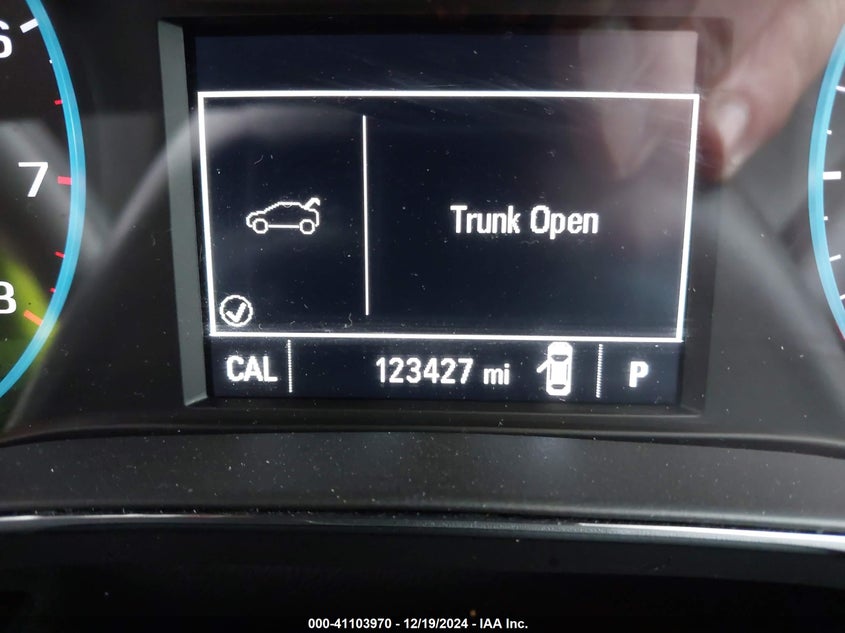 6
7
8
Trunk Open
CAL 123427 mi P
000-41103970 - 12/19/2024 - IAA Inc.